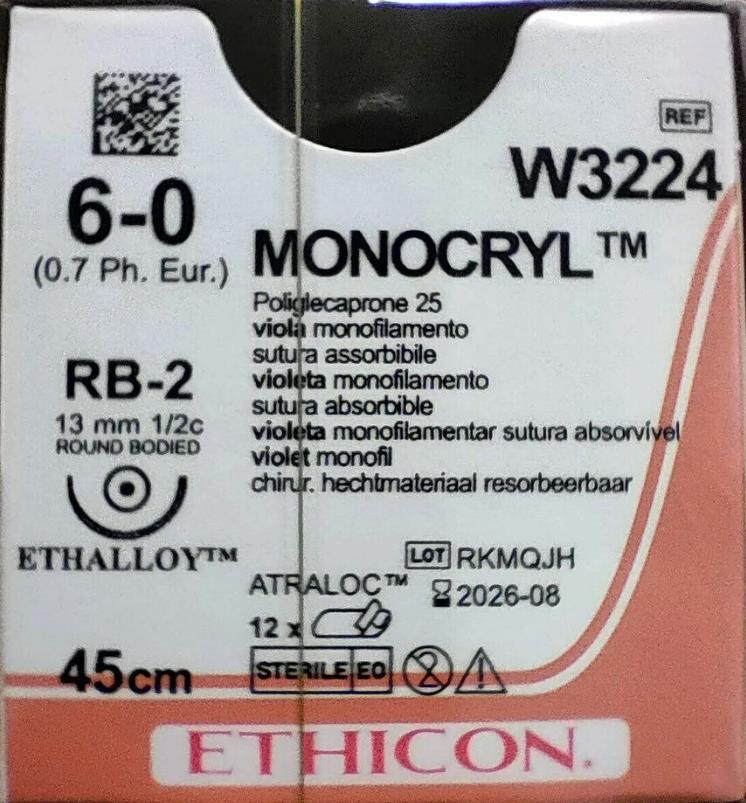 REF
W3224
6-0
(0.7 Ph. Eur.)
MONOCRYL™
Poliglecaprone 25
viola monofilamento
sutura assorbibile
violeta monofilamento
sutura absorbible
violeta monofilamentar sutura absorvível
violet monofil
chirur. hechtmateriaal resorbeerbaar
RB-2
13 mm 1/2c
ROUND BODIED
ETHALLOY™
LOT RKMQJH
ATRALOC™
2026-08
12 x
45cm
STERILE EO
2
ETHICON.